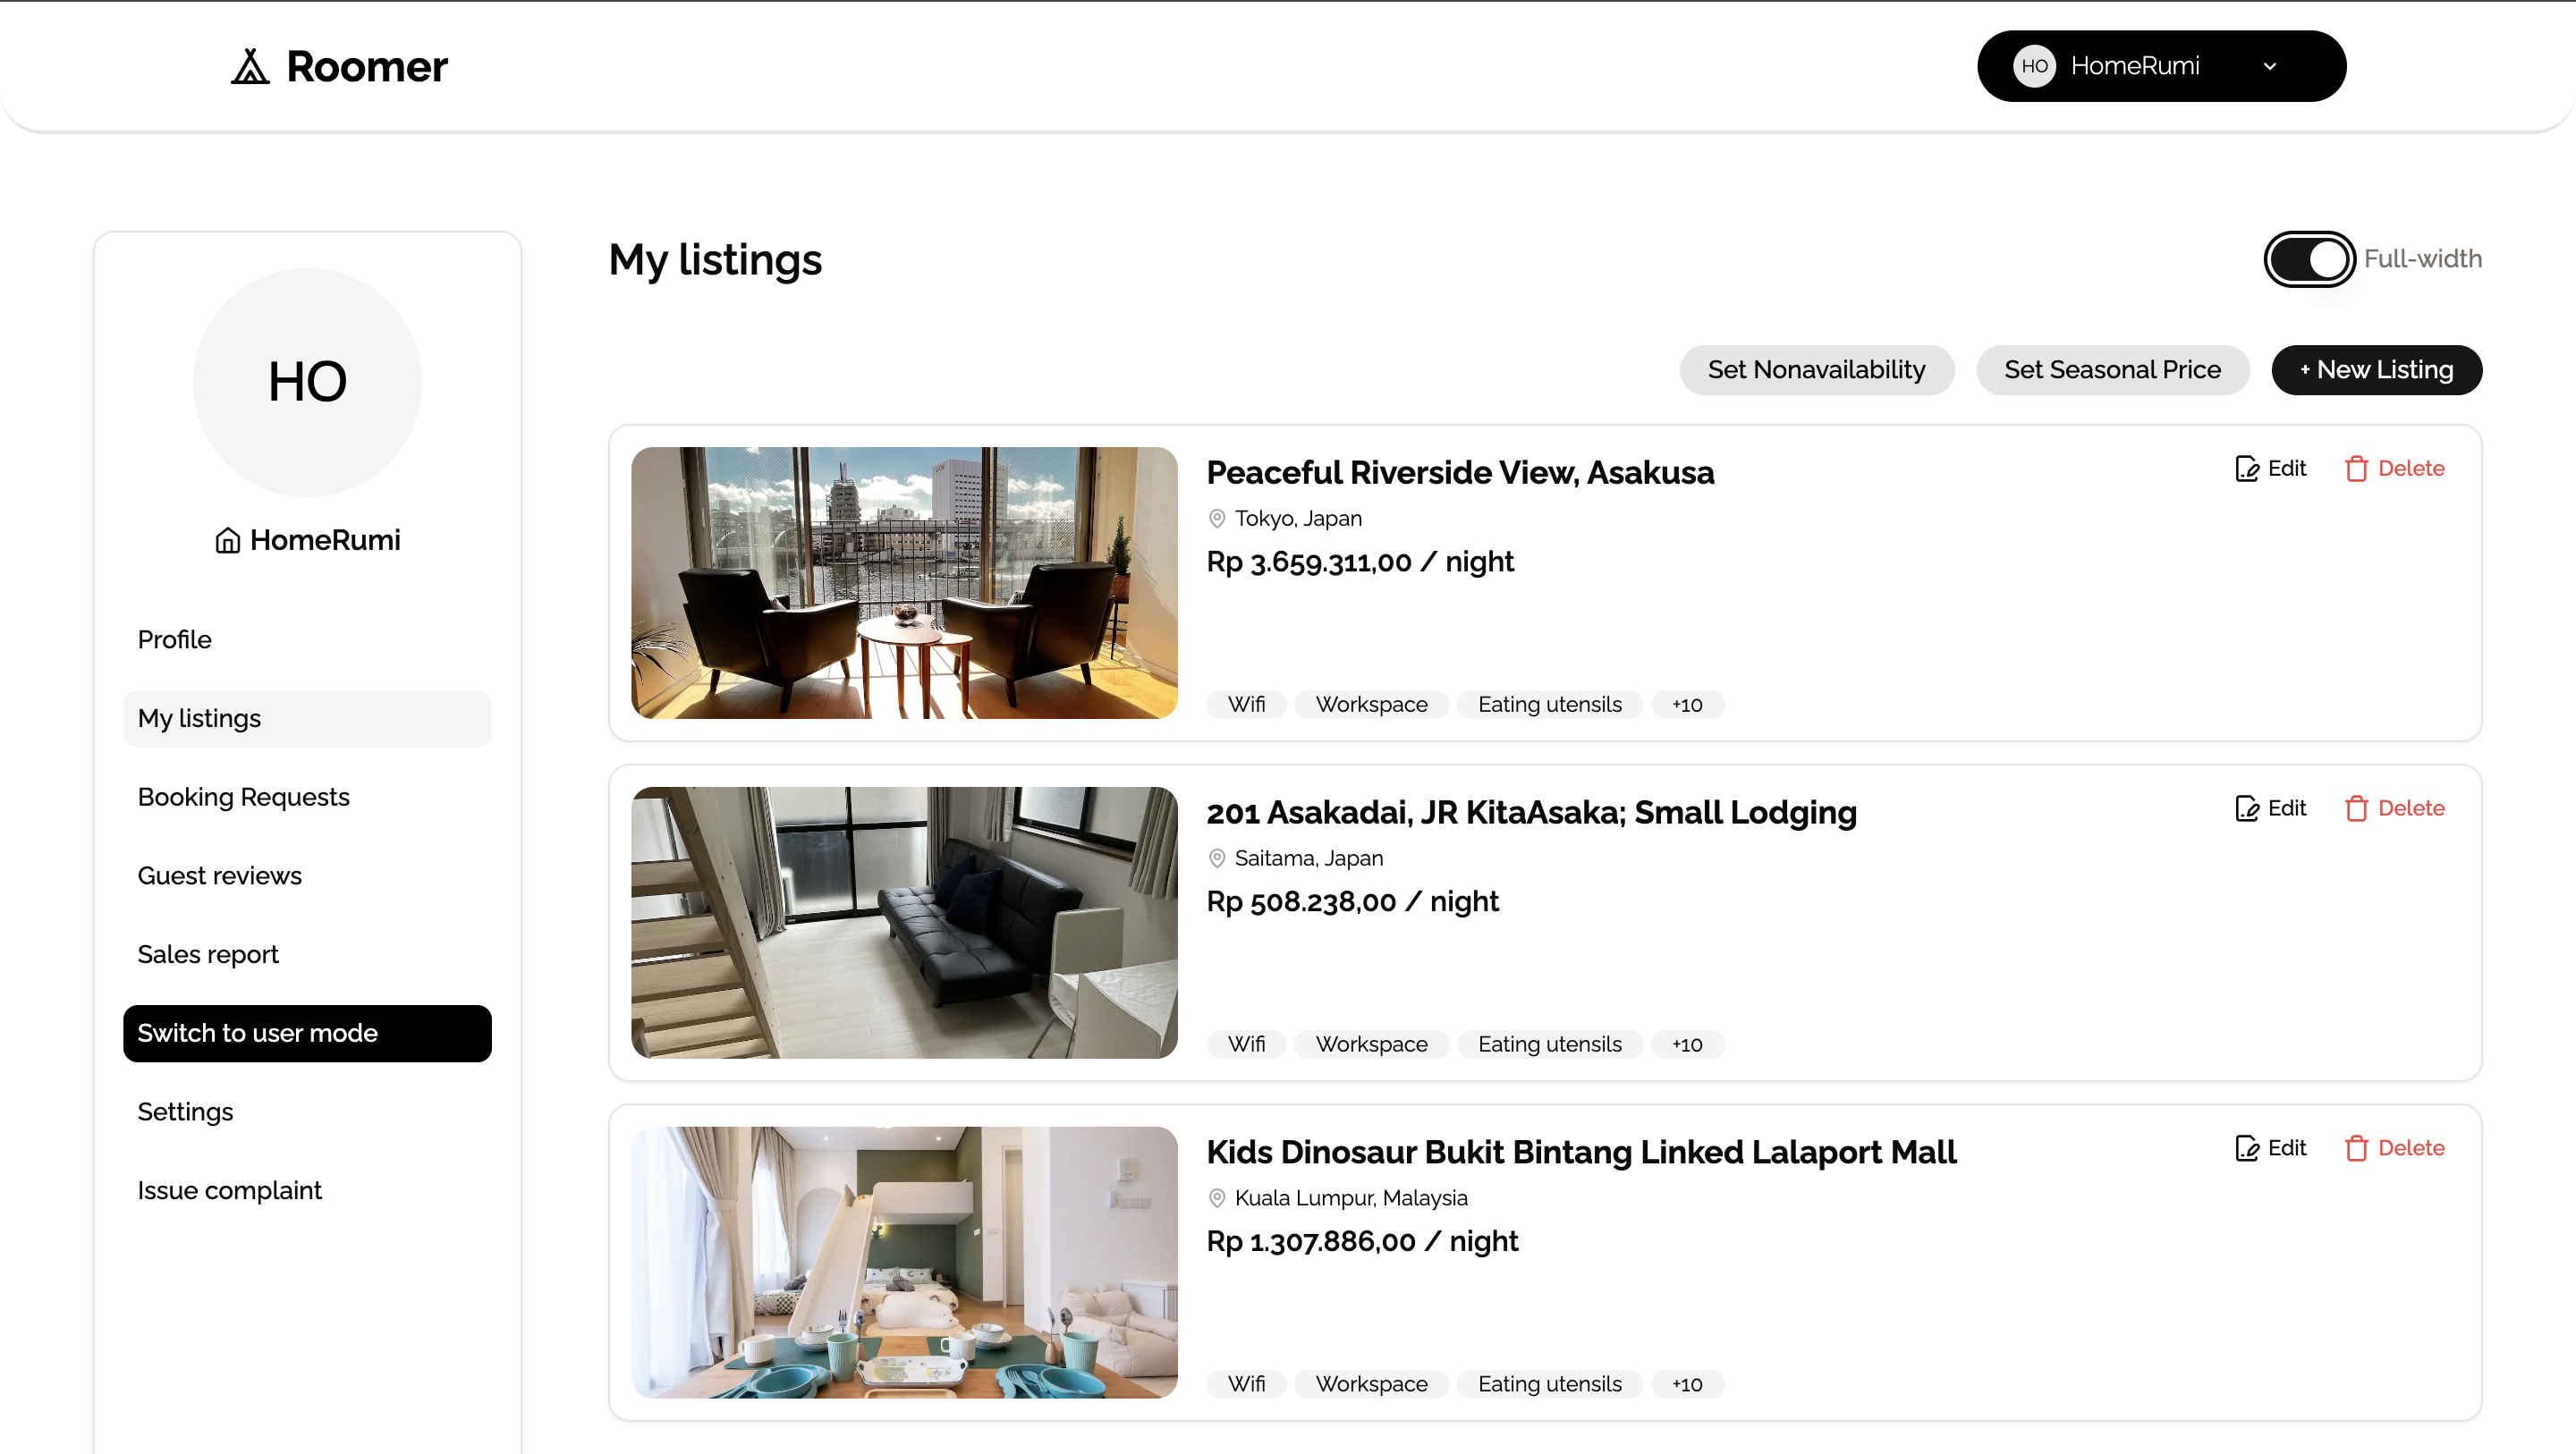 Roomer
HO HomeRumi
HO
HomeRumi
Profile
My listings
Booking Requests
Guest reviews
Sales report
Switch to user mode
Settings
Issue complaint
My listings
Full-width
Set Nonavailability Set Seasonal Price + New Listing
Peaceful Riverside View, Asakusa
Edit Delete
Tokyo, Japan
Rp 3.659.311,00 / night
Wifi Workspace Eating utensils +10
201 Asakadai, JR KitaAsaka; Small Lodging
Edit Delete
Saitama, Japan
Rp 508.238,00 / night
Wifi Workspace Eating utensils +10
Kids Dinosaur Bukit Bintang Linked Lalaport Mall
Edit Delete
Kuala Lumpur, Malaysia
Rp 1.307.886,00 / night
Wifi Workspace Eating utensils +10